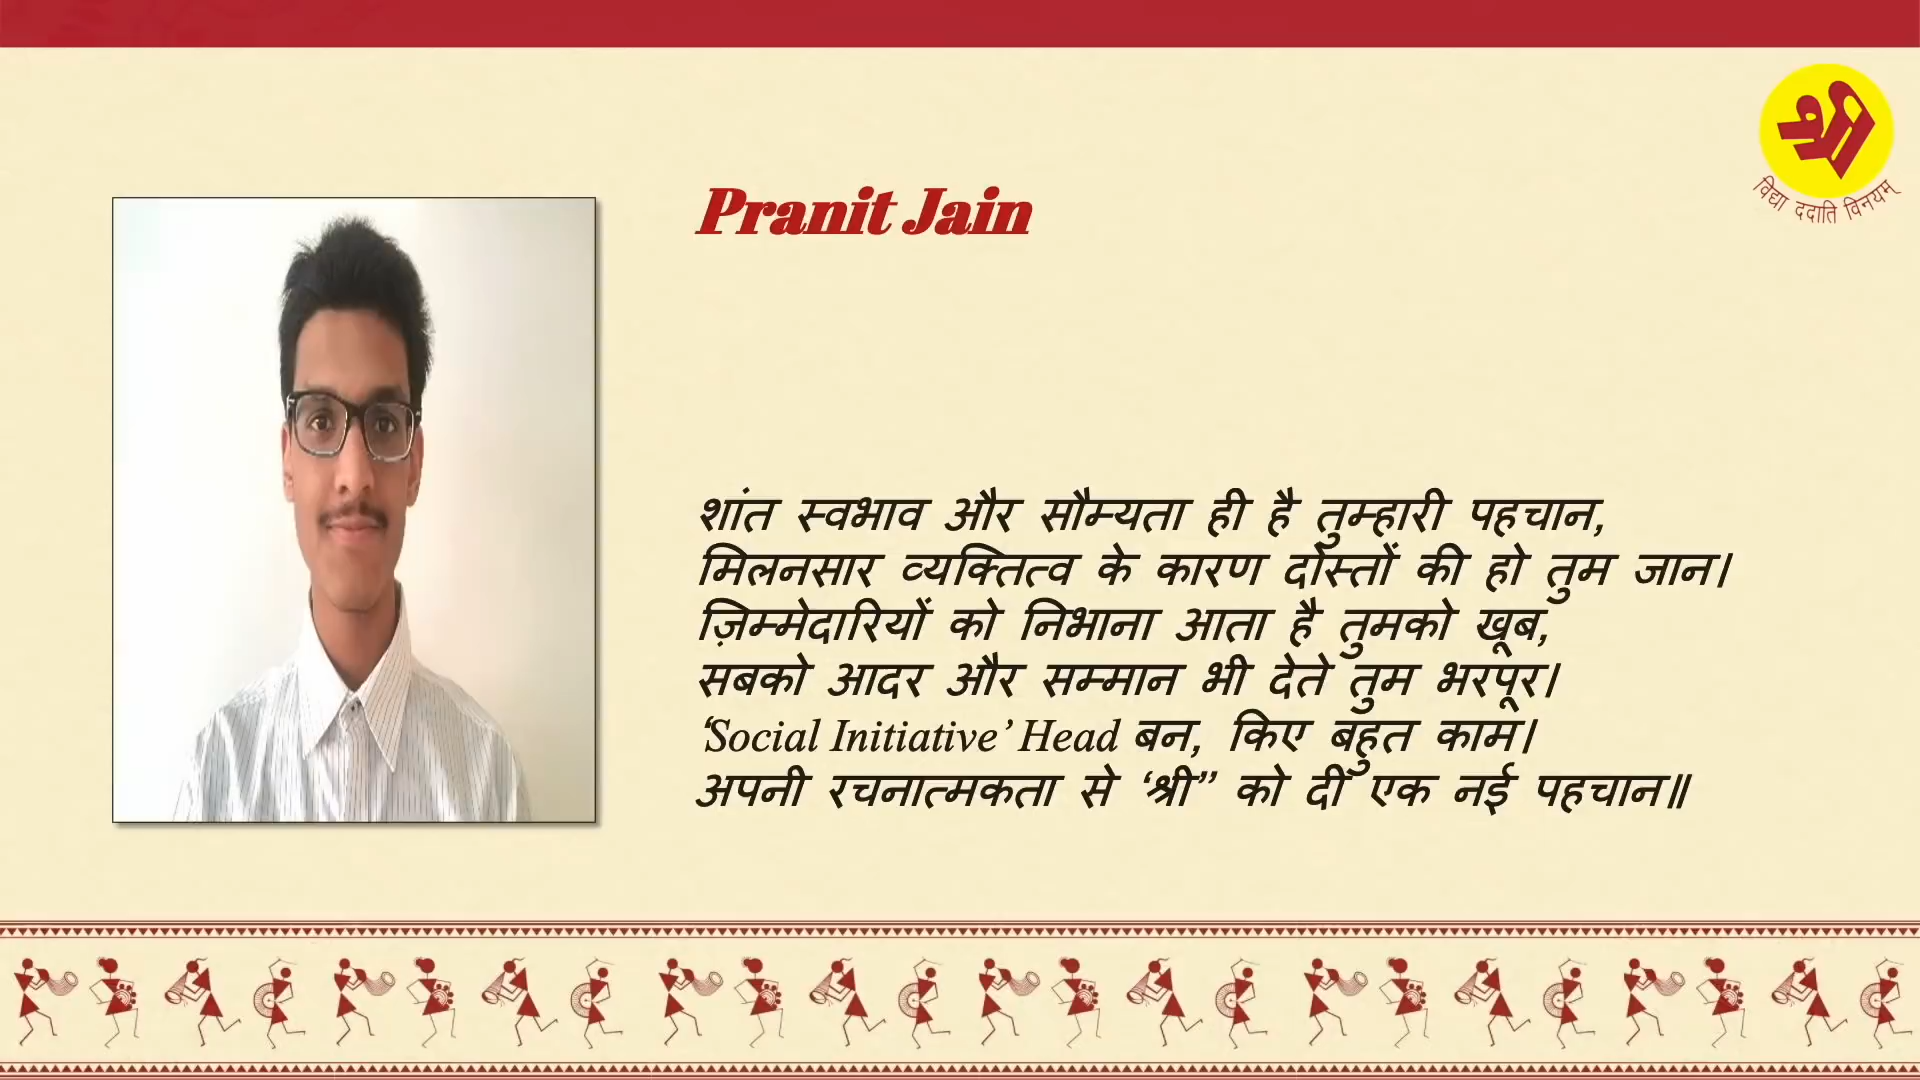 श्री
विद्या ददाति विनयम्
Pranit Jain
शांत स्वभाव और सौम्यता ही है तुम्हारी पहचान,
मिलनसार व्यक्तित्व के कारण दोस्तों की हो तुम जान।
ज़िम्मेदारियों को निभाना आता है तुमको खूब,
सबको आदर और सम्मान भी देते तुम भरपूर।
‘Social Initiative’ Head बन, किए बहुत काम।
अपनी रचनात्मकता से ‘श्री” को दी एक नई पहचान॥